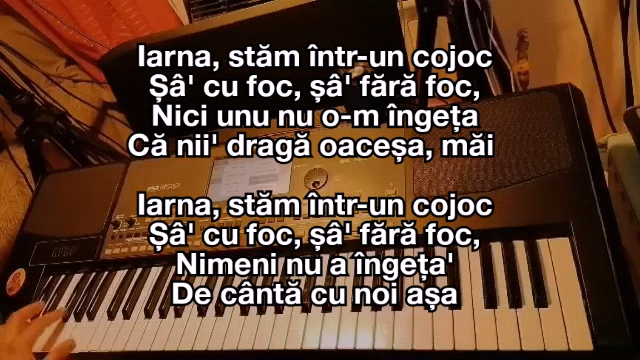 Iarna, stăm într-un cojoc
Șâ' cu foc, șâ' fără foc,
Nici unu nu o-m îngeța
Că nii' dragă oaceșa, măi
Iarna, stăm într-un cojoc
Șâ' cu foc, șâ' fără foc,
Nimeni nu a îngeța'
De cântă cu noi așa